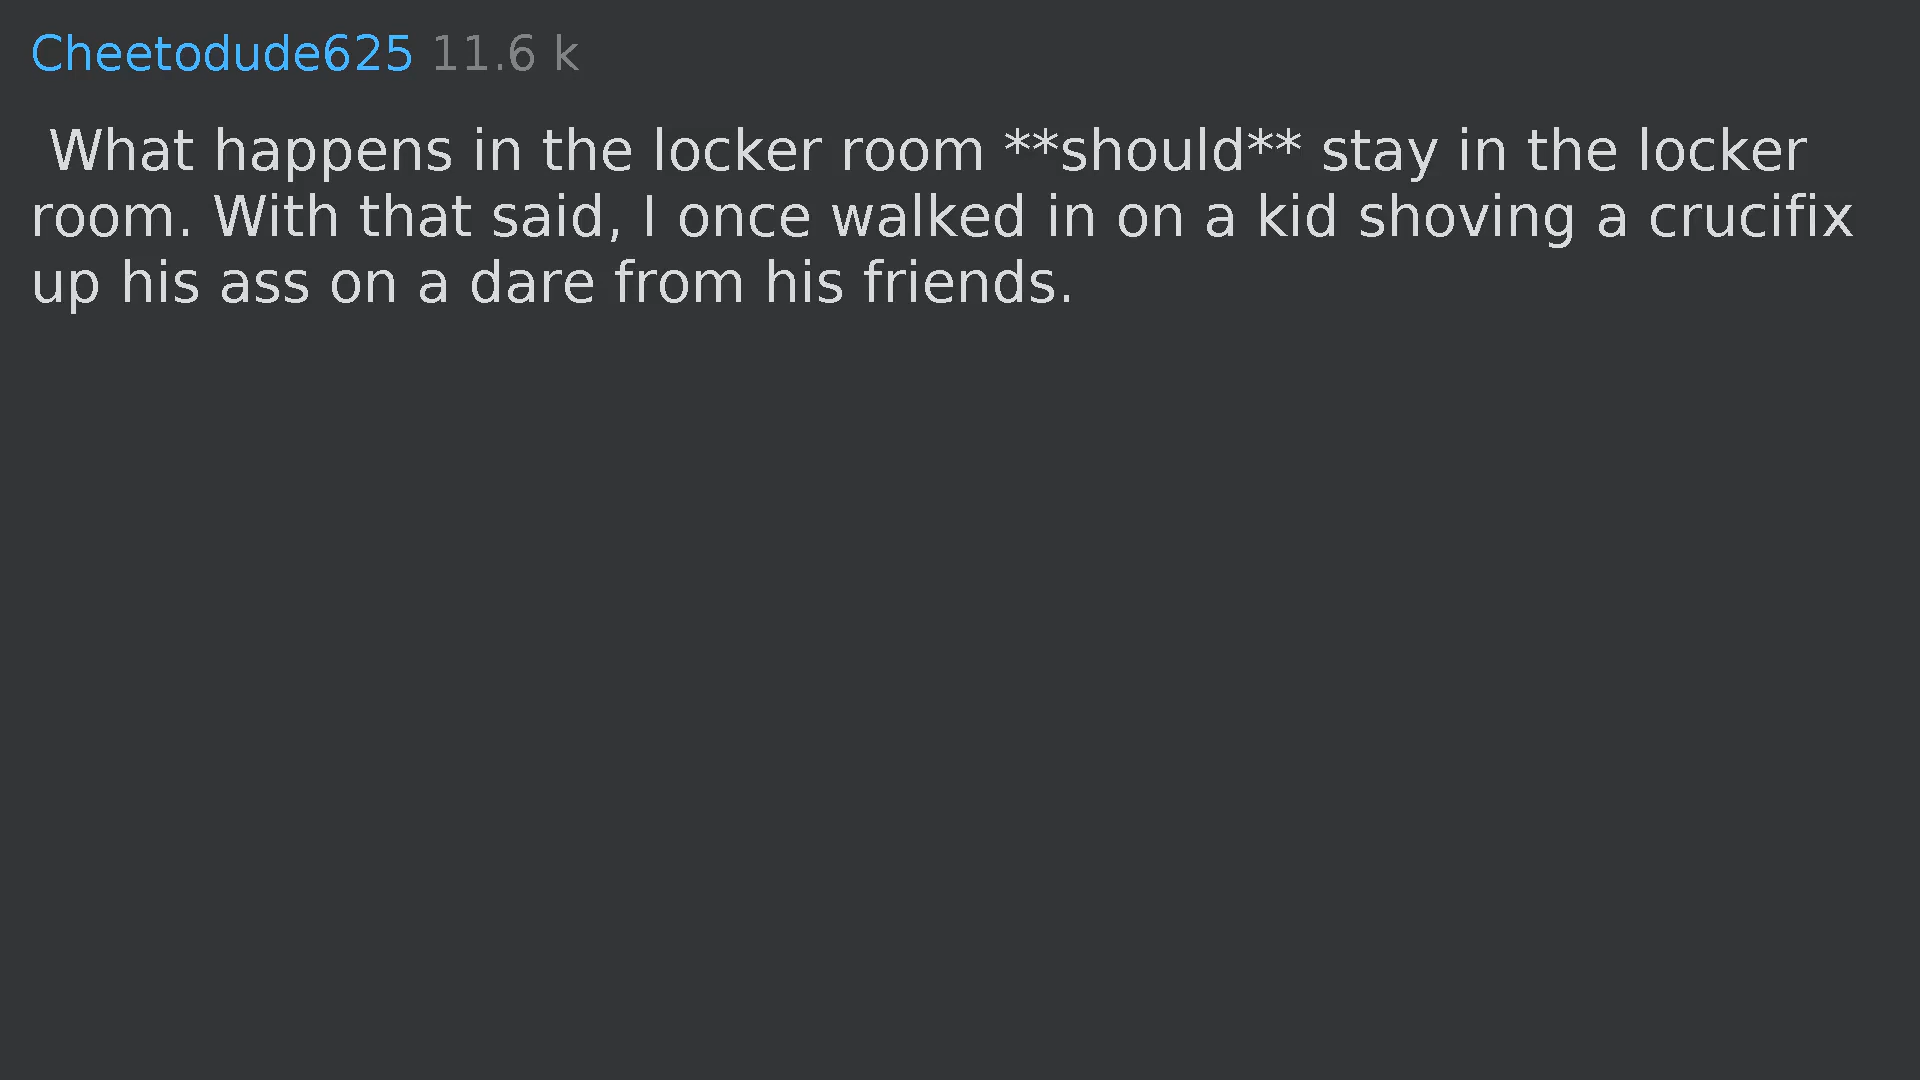 Cheetodude625 11.6 k
What happens in the locker room **should** stay in the locker
room. With that said, I once walked in on a kid shoving a crucifix
up his ass on a dare from his friends.